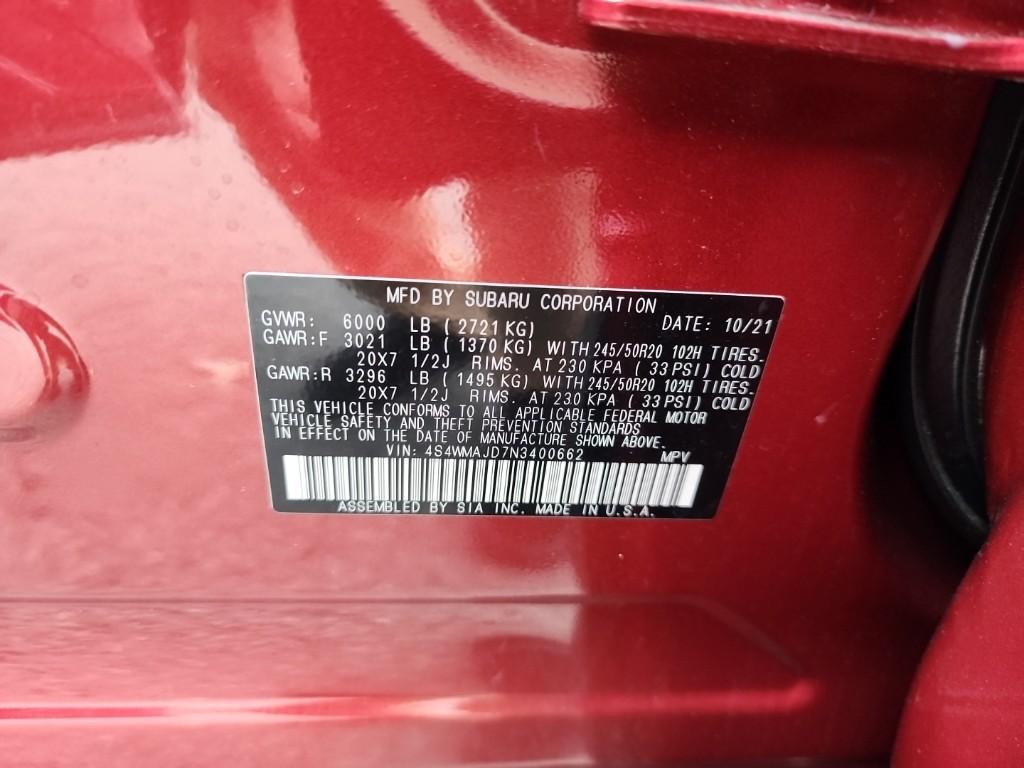 MFD BY SUBARU CORPORATION
GVWR: 6000 LB (2721 KG) DATE: 10/21
GAWR:F 3021 LB (1370 KG) WITH 245/50R20 102H TIRES.
20X7 1/2J RIMS. AT 230 KPA (33 PSI) COLD
GAWR:R 3296 LB (1495 KG) WITH 245/50R20 102H TIRES.
20X7 1/2J RIMS. AT 230 KPA (33 PSI) COLD
THIS VEHICLE CONFORMS TO ALL APPLICABLE FEDERAL MOTOR
VEHICLE SAFETY AND THEFT PREVENTION STANDARDS
IN EFFECT ON THE DATE OF MANUFACTURE SHOWN ABOVE.
VIN: 4S4WMAJD7N3400662 MPV
ASSEMBLED BY SIA INC. MADE IN U.S.A.